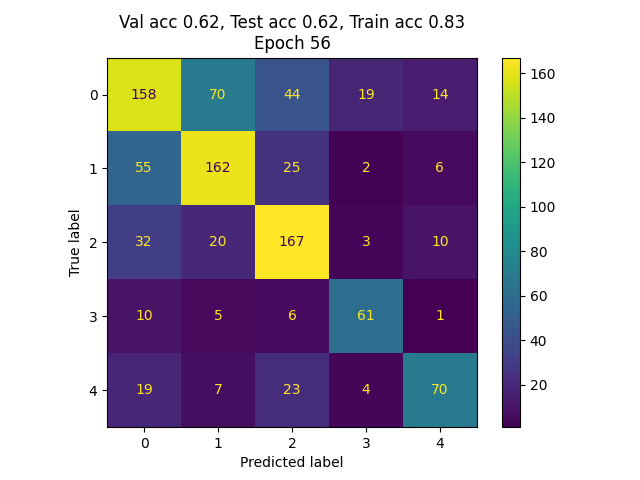 Val acc 0.62, Test acc 0.62, Train acc 0.83
Epoch 56
0 158 70 44 19 14
1 55 162 25 2 6
2 32 20 167 3 10
3 10 5 6 61 1
4 19 7 23 4 70
0 1 2 3 4
Predicted label
True label
160
140
120
100
80
60
40
20